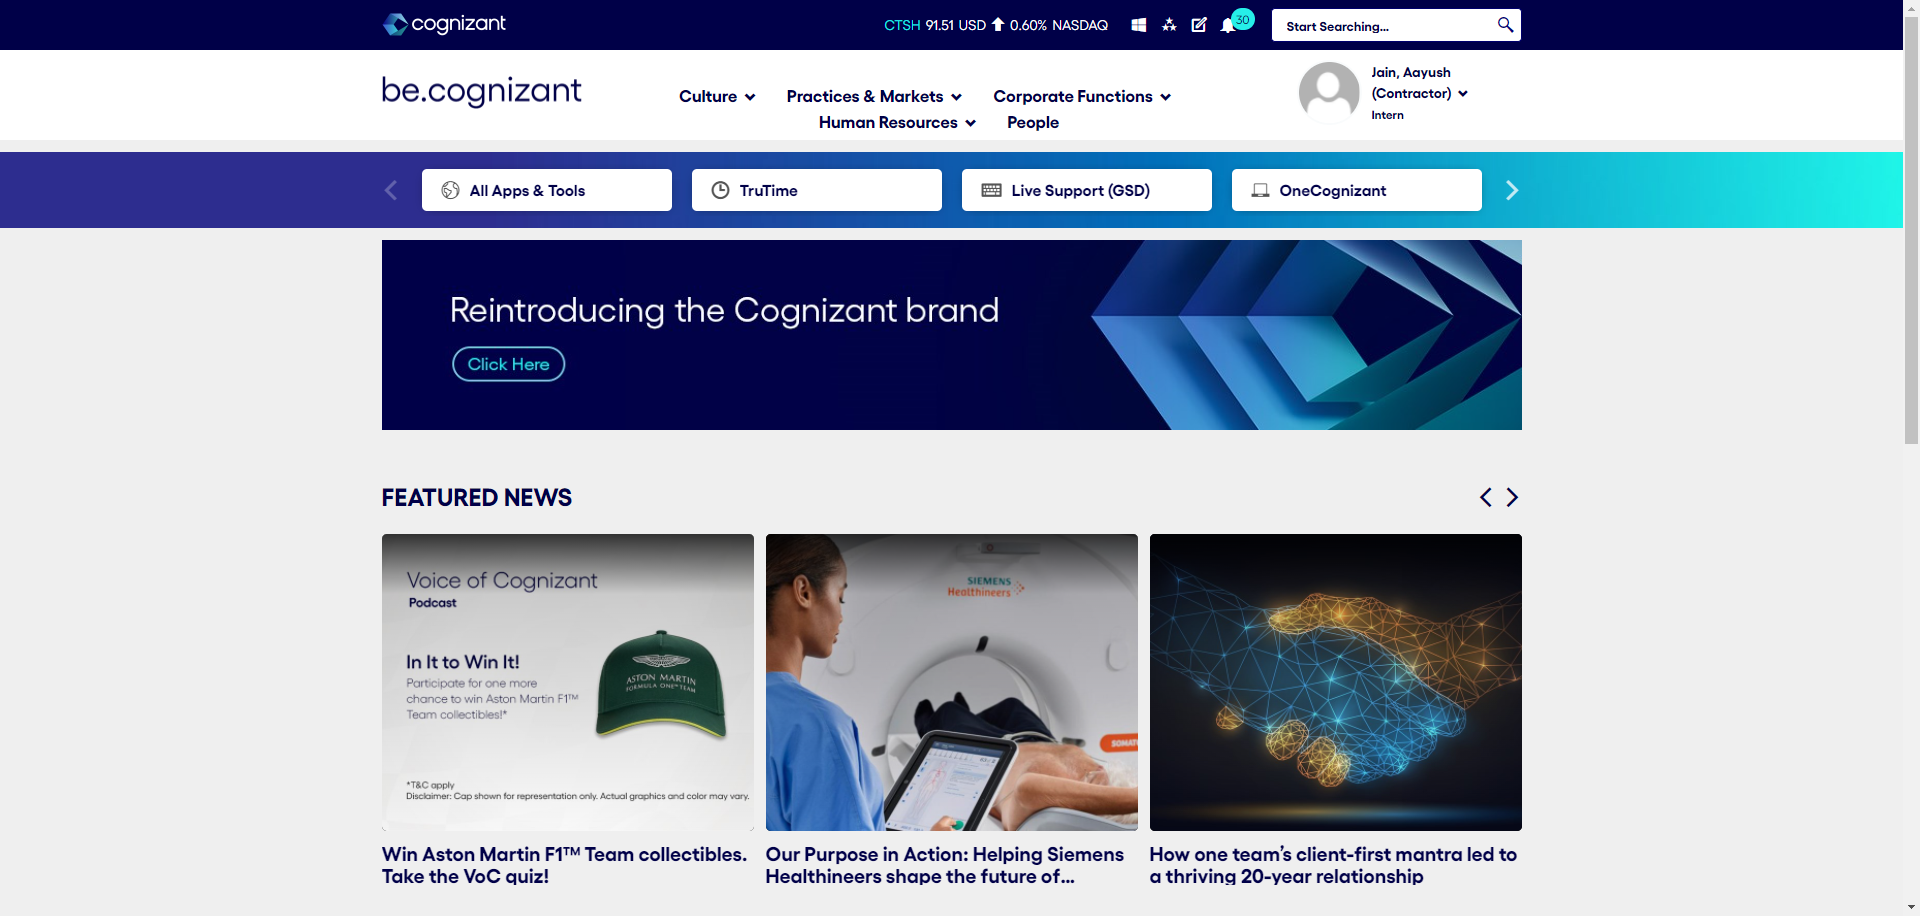 cognizant
CTSH 91.51 USD 0.60% NASDAQ
30
Start Searching...
be.cognizant
Culture
Practices & Markets
Corporate Functions
Human Resources
People
Jain, Aayush
(Contractor)
Intern
All Apps & Tools
TruTime
Live Support (GSD)
OneCognizant
Reintroducing the Cognizant brand
Click Here
FEATURED NEWS
Voice of Cognizant
Podcast
In It to Win It!
Participate for one more
chance to win Aston Martin F1™
Team collectibles!*
ASTON MARTIN
FORMULA ONE™ TEAM
*T&C apply
Disclaimer: Cap shown for representation only. Actual graphics and color may vary.
SIEMENS
Healthineers
SOMAT
Win Aston Martin F1™ Team collectibles.
Take the VoC quiz!
Our Purpose in Action: Helping Siemens
Healthineers shape the future of...
How one team's client-first mantra led to
a thriving 20-year relationship